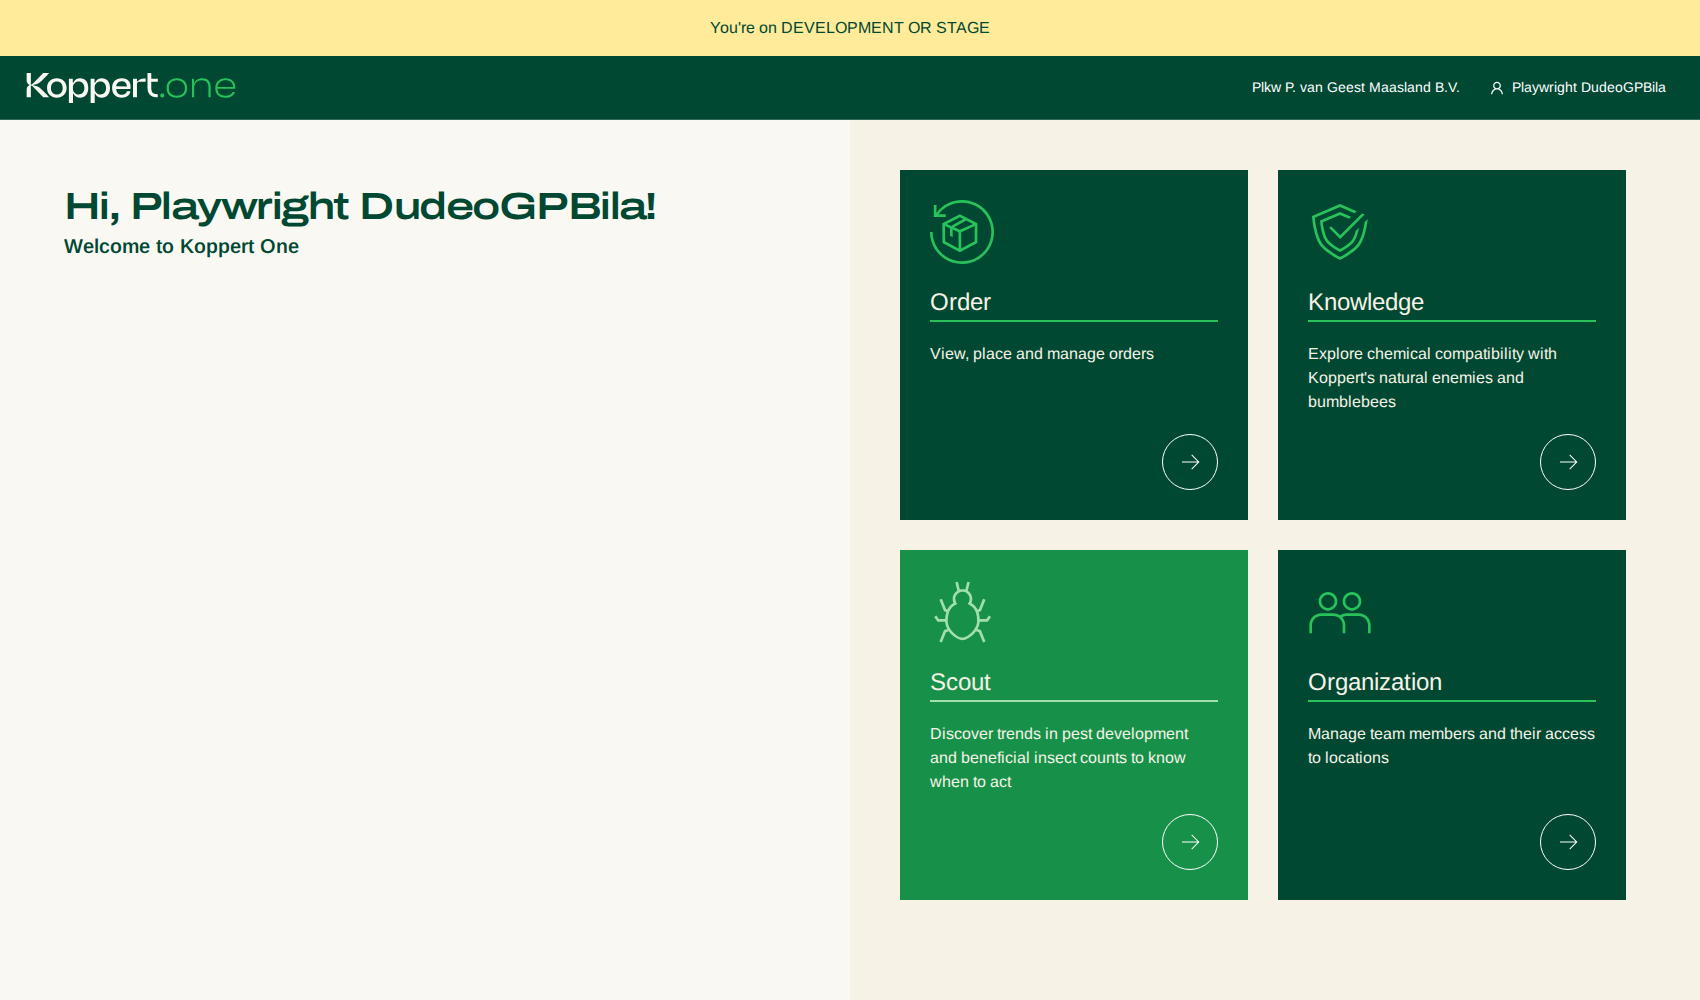 You're on DEVELOPMENT OR STAGE
Koppert.one
Plkw P. van Geest Maasland B.V.
Playwright DudeoGPBila
Hi, Playwright DudeoGPBila!
Welcome to Koppert One
Order
View, place and manage orders
Knowledge
Explore chemical compatibility with
Koppert's natural enemies and
bumblebees
Scout
Discover trends in pest development
and beneficial insect counts to know
when to act
Organization
Manage team members and their access
to locations